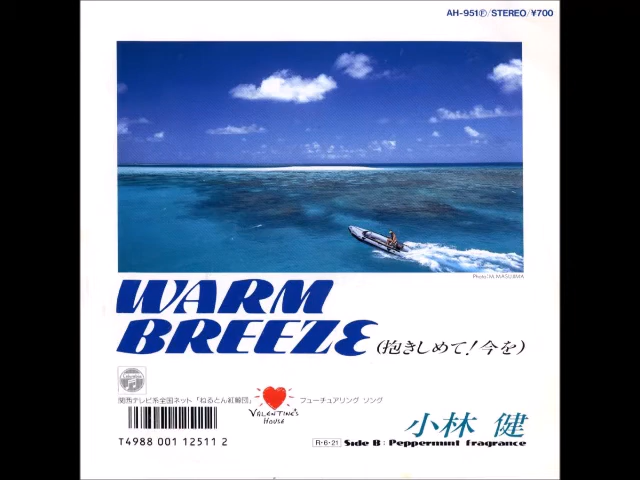 AH-951Ⓟ/STEREO/¥700
Photo: M. MASUJIMA
WARM
BREEZE (抱きしめて!今を)
Columbia
関西テレビ系全国ネット「ねるとん紅鯨団」 フューチュアリング ソング
VALENTINE'S
HOUSE
小林 健
T4988 001 12511 2
R-6・21 Side B: Peppermint fragrance